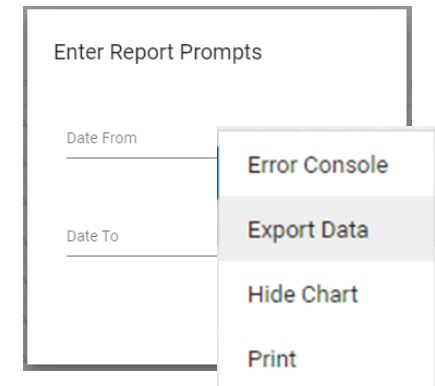 Enter Report Prompts
Date From
Date To
Error Console
Export Data
Hide Chart
Print